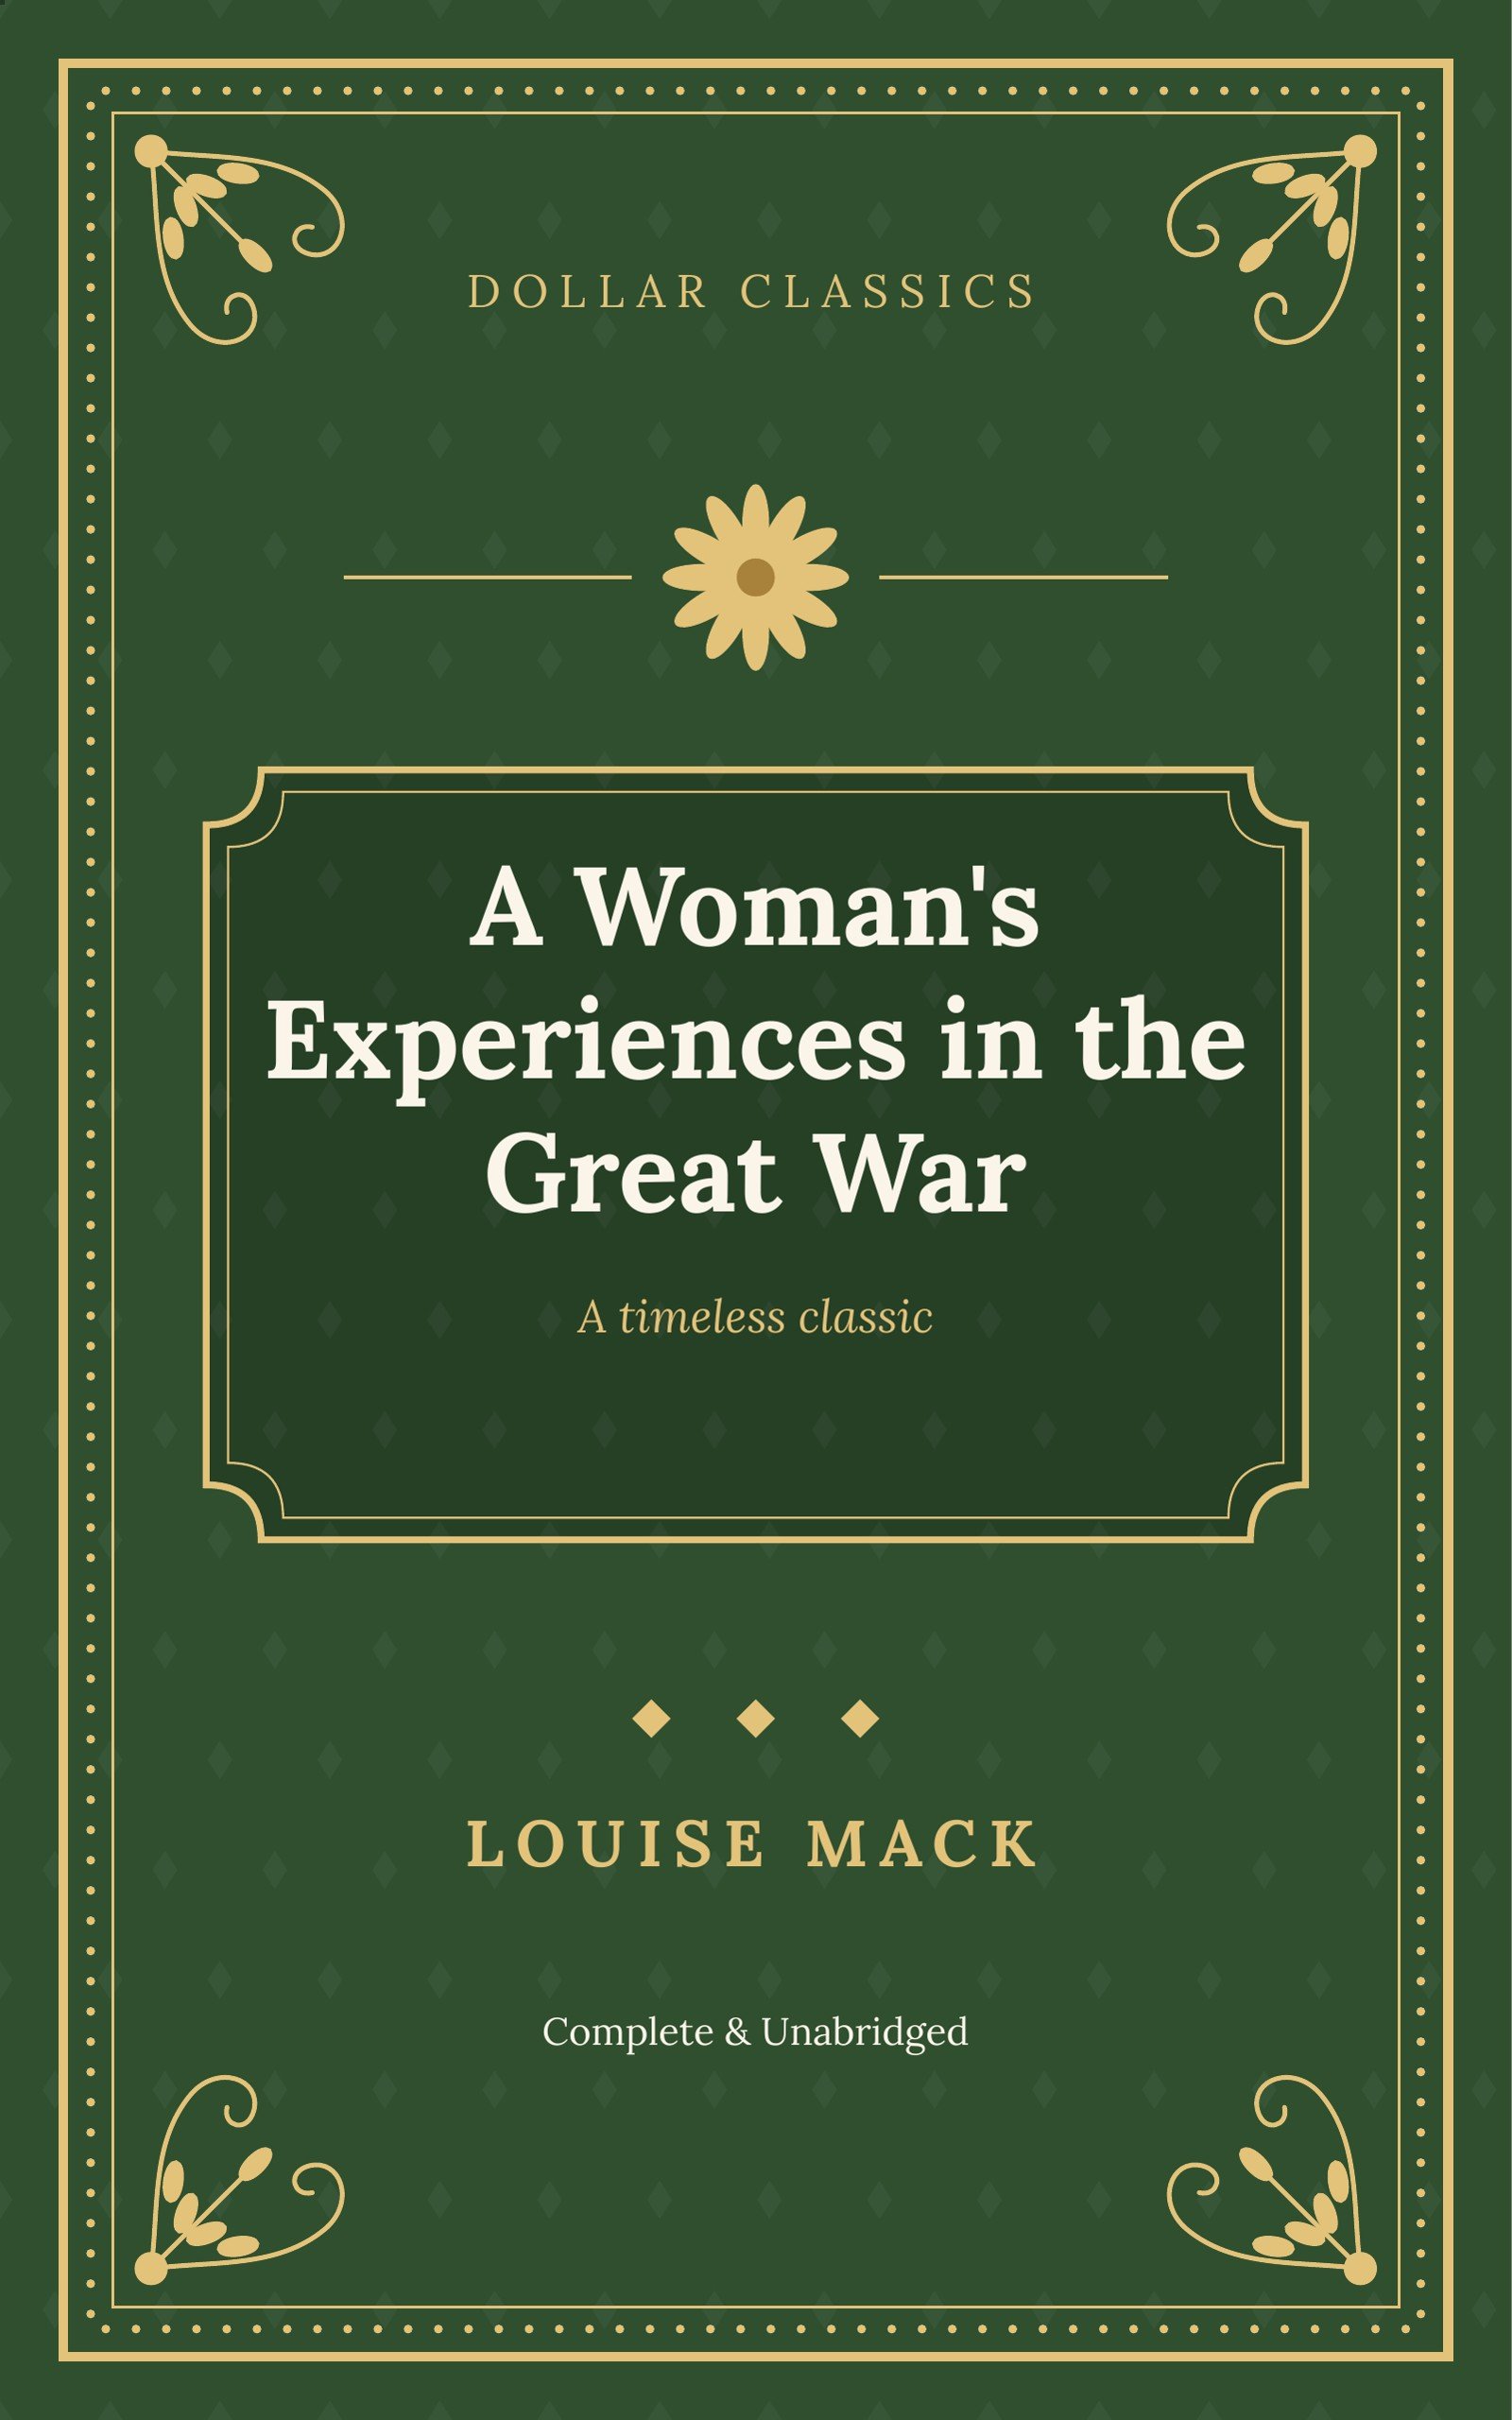 DOLLAR CLASSICS
A Woman's
Experiences in the
Great War
A timeless classic
LOUISE MACK
Complete & Unabridged